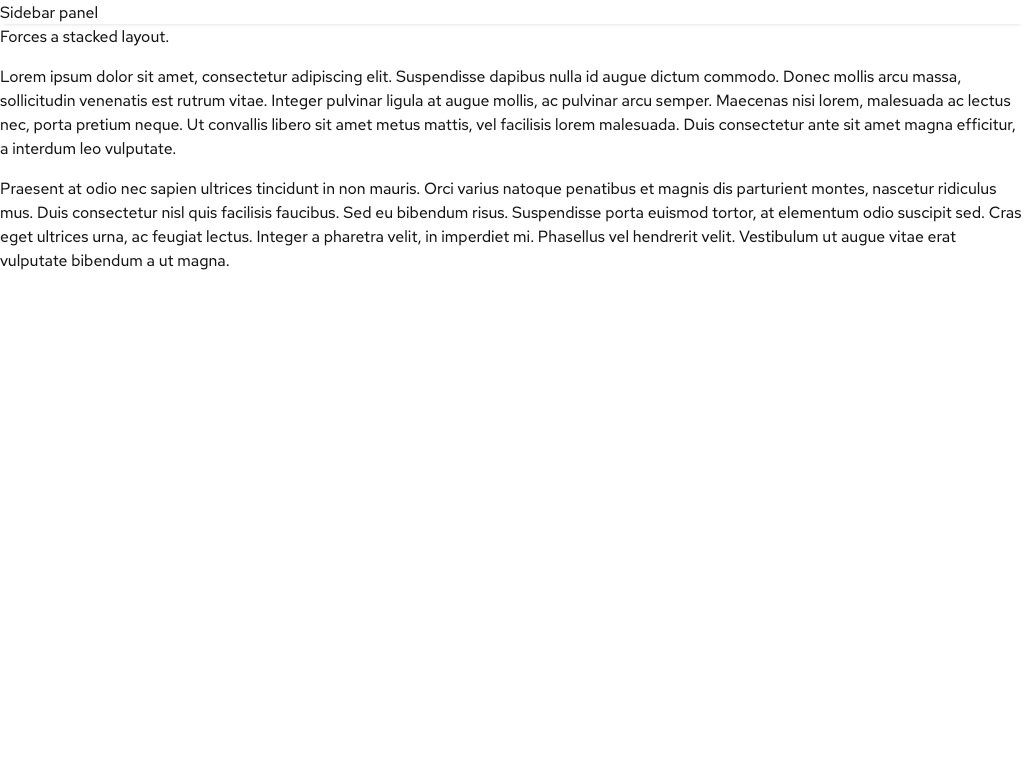 Sidebar panel
Forces a stacked layout.
Lorem ipsum dolor sit amet, consectetur adipiscing elit. Suspendisse dapibus nulla id augue dictum commodo. Donec mollis arcu massa,
sollicitudin venenatis est rutrum vitae. Integer pulvinar ligula at augue mollis, ac pulvinar arcu semper. Maecenas nisi lorem, malesuada ac lectus
nec, porta pretium neque. Ut convallis libero sit amet metus mattis, vel facilisis lorem malesuada. Duis consectetur ante sit amet magna efficitur,
a interdum leo vulputate.
Praesent at odio nec sapien ultrices tincidunt in non mauris. Orci varius natoque penatibus et magnis dis parturient montes, nascetur ridiculus
mus. Duis consectetur nisl quis facilisis faucibus. Sed eu bibendum risus. Suspendisse porta euismod tortor, at elementum odio suscipit sed. Cras
eget ultrices urna, ac feugiat lectus. Integer a pharetra velit, in imperdiet mi. Phasellus vel hendrerit velit. Vestibulum ut augue vitae erat
vulputate bibendum a ut magna.